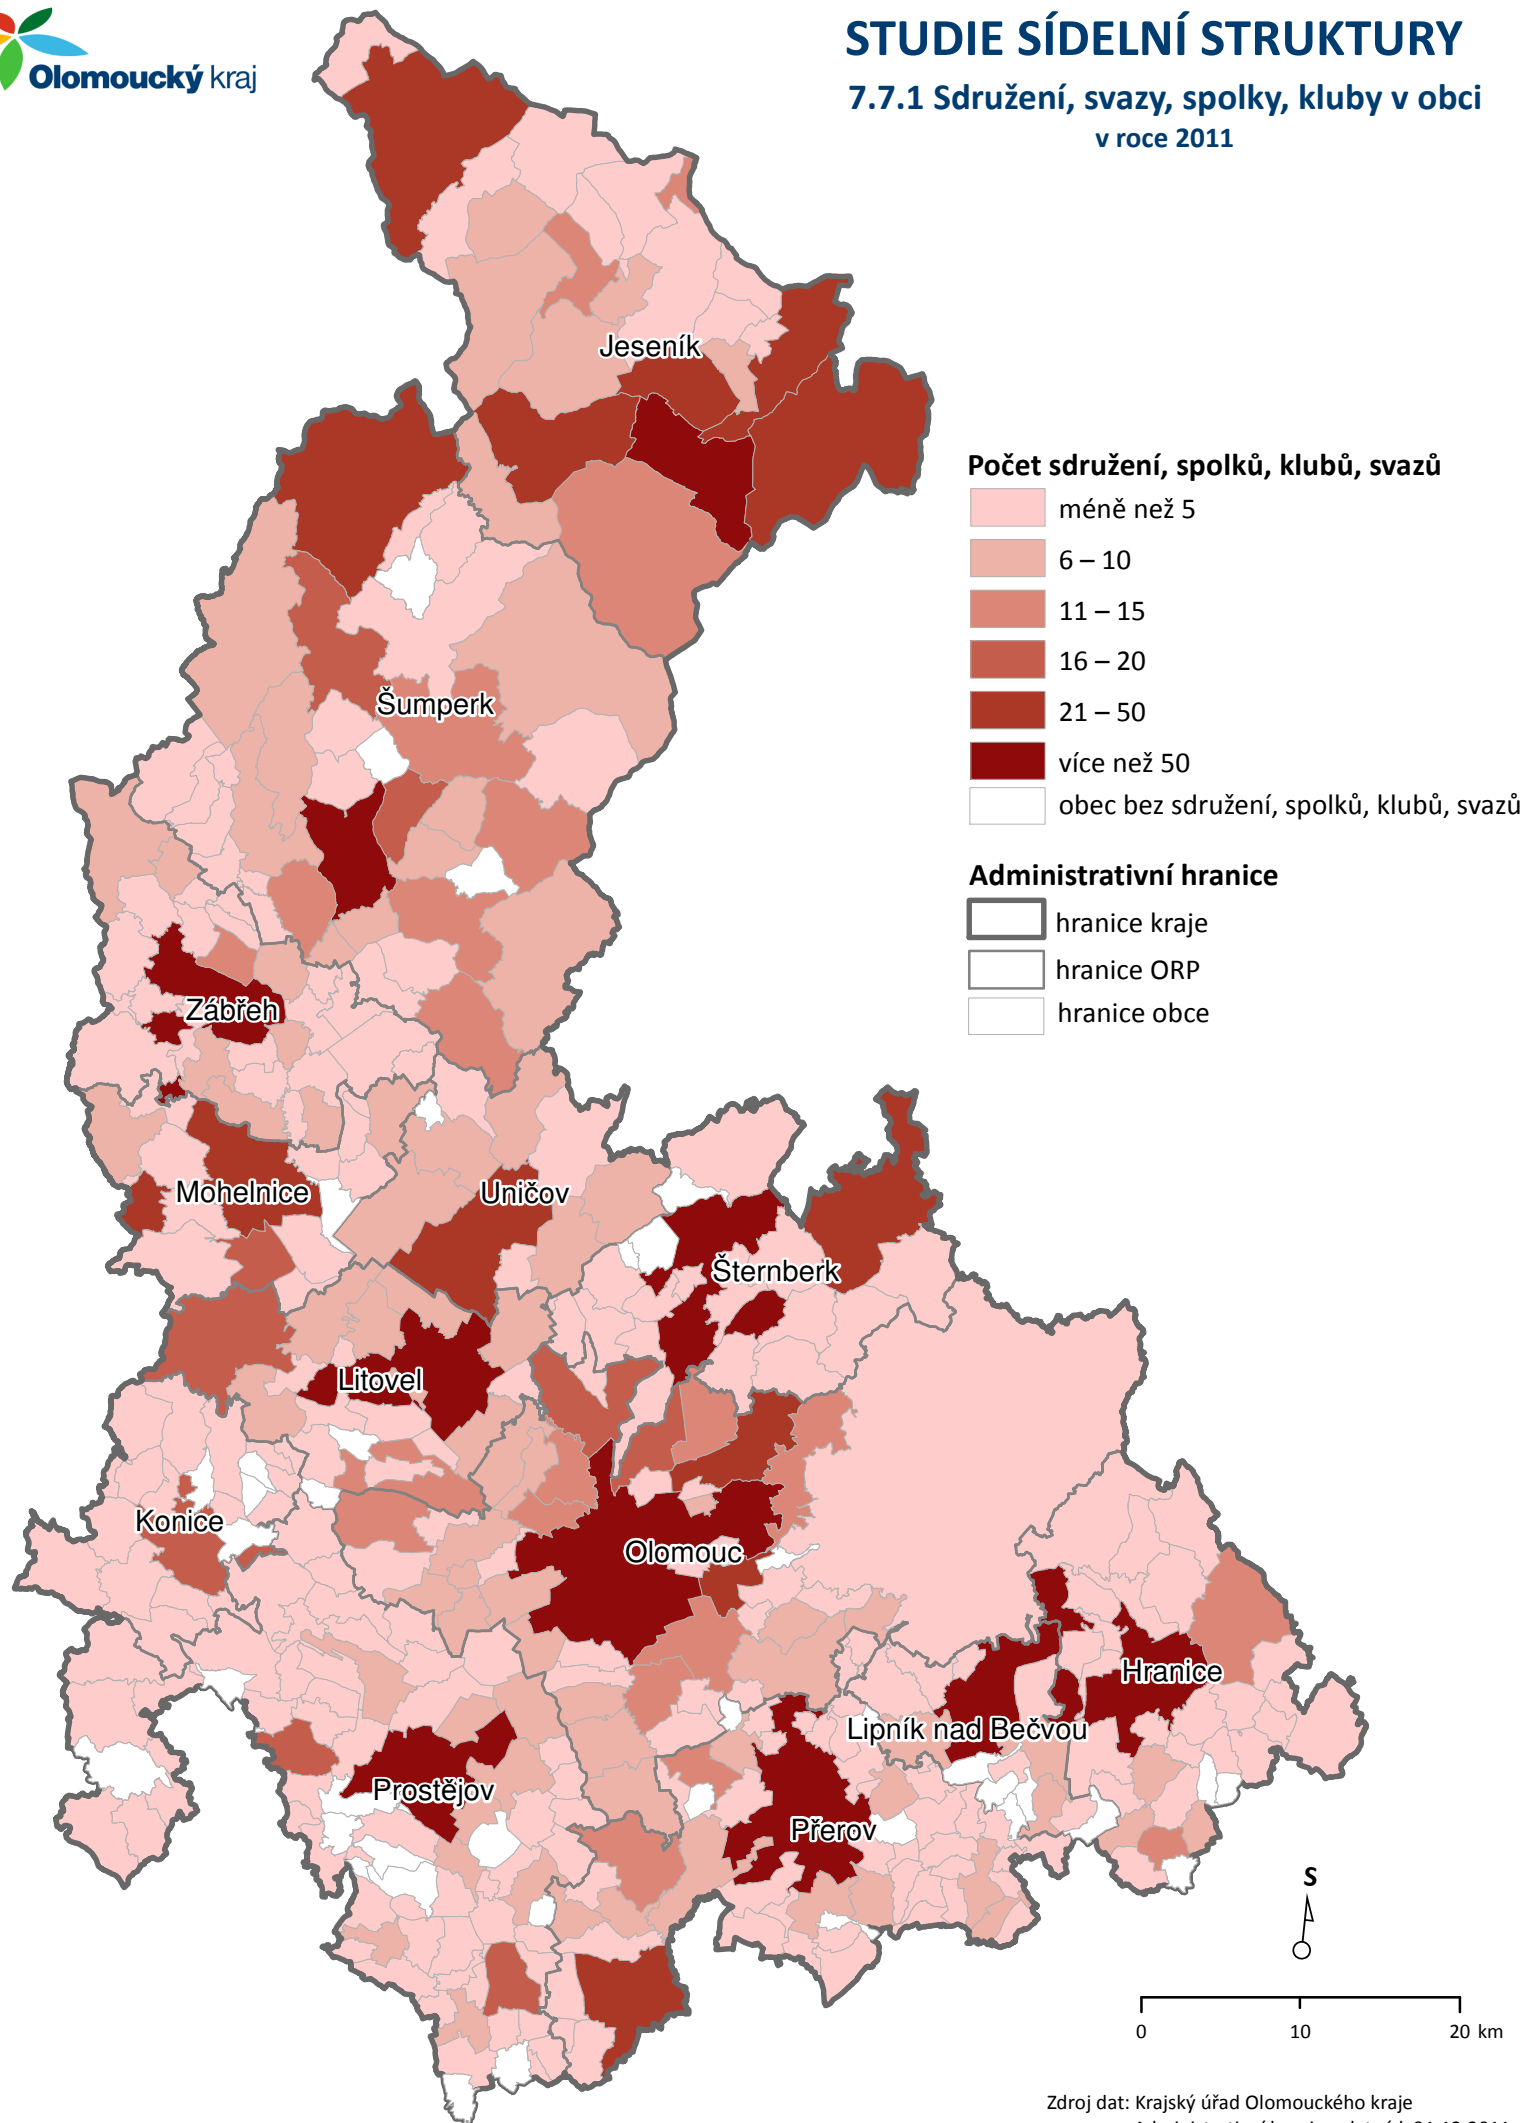 Olomoucký kraj
STUDIE SÍDELNÍ STRUKTURY
7.7.1 Sdružení, svazy, spolky, kluby v obci
v roce 2011
Jeseník
Počet sdružení, spolků, klubů, svazů
méně než 5
6 – 10
11 – 15
16 – 20
21 – 50
více než 50
obec bez sdružení, spolků, klubů, svazů
Administrativní hranice
hranice kraje
hranice ORP
hranice obce
Šumperk
Zábřeh
Mohelnice
Uničov
Šternberk
Litovel
Konice
Olomouc
Hranice
Lipník nad Bečvou
Prostějov
Přerov
S
0 10 20 km
Zdroj dat: Krajský úřad Olomouckého kraje